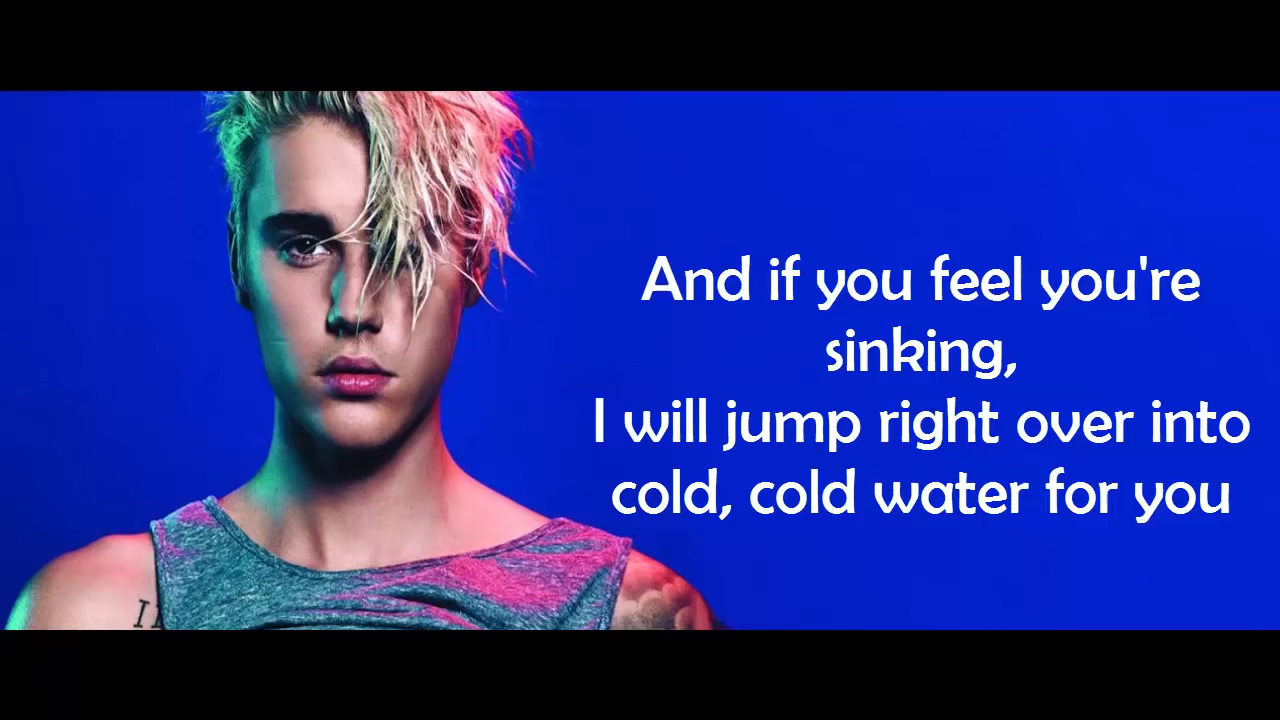 And if you feel you're
sinking,
I will jump right over into
cold, cold water for you